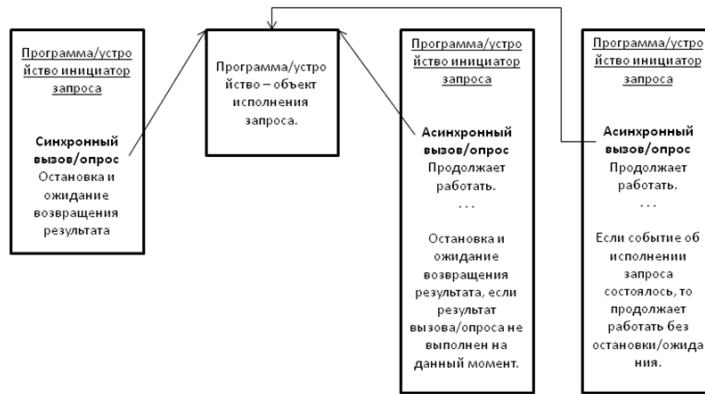 Программа/устро
йство инициатор
запроса
Синхронный
вызов/опрос
Остановка и
ожидание
возвращения
результата
Программа/устро
йство – объект
исполнения
запроса.
Программа/устро
йство инициатор
запроса
Асинхронный
вызов/опрос
Продолжает
работать.
. . .
Остановка и
ожидание
возвращения
результата, если
результат
вызова/опроса не
выполнен на
данный момент.
Программа/устро
йство инициатор
запроса
Асинхронный
вызов/опрос
Продолжает
работать.
. . .
Если событие об
исполнении
запроса
состоялось, то
продолжает
работать без
остановки/ожида
ния.